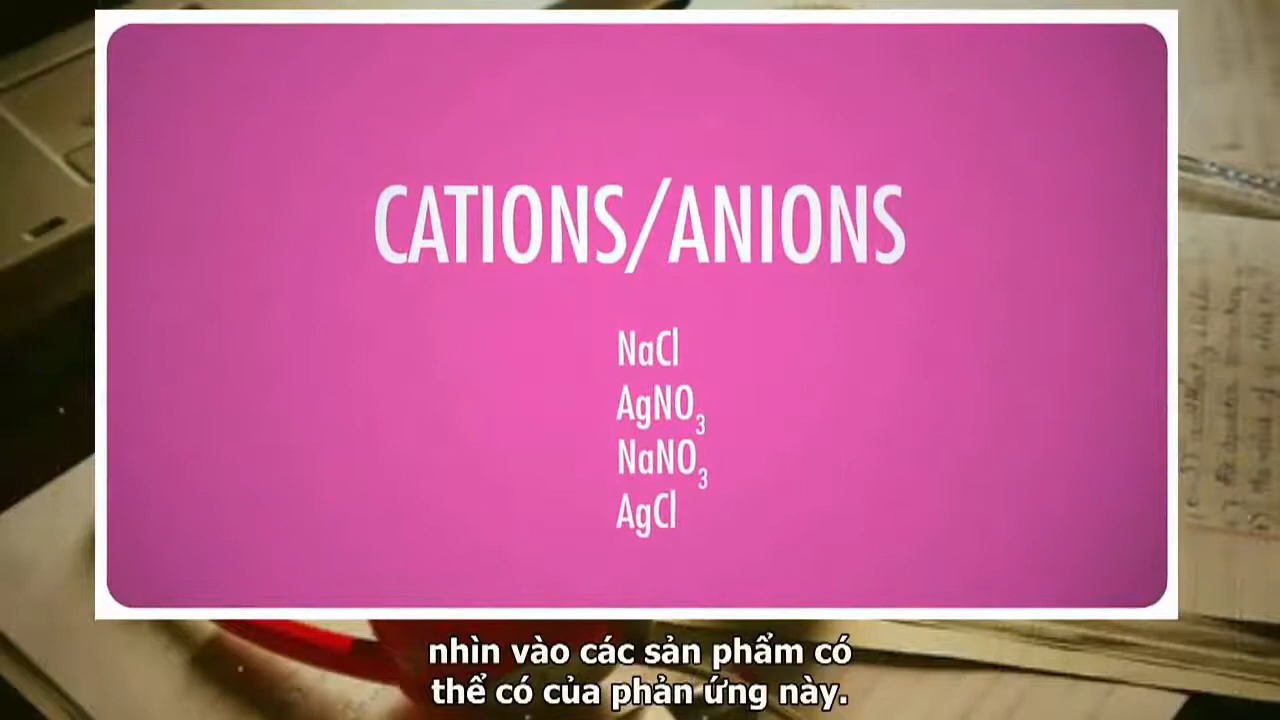 CATIONS/ANIONS
NaCl
AgNO₃
NaNO₃
AgCl
nhìn vào các sản phẩm có
thể có của phản ứng này.